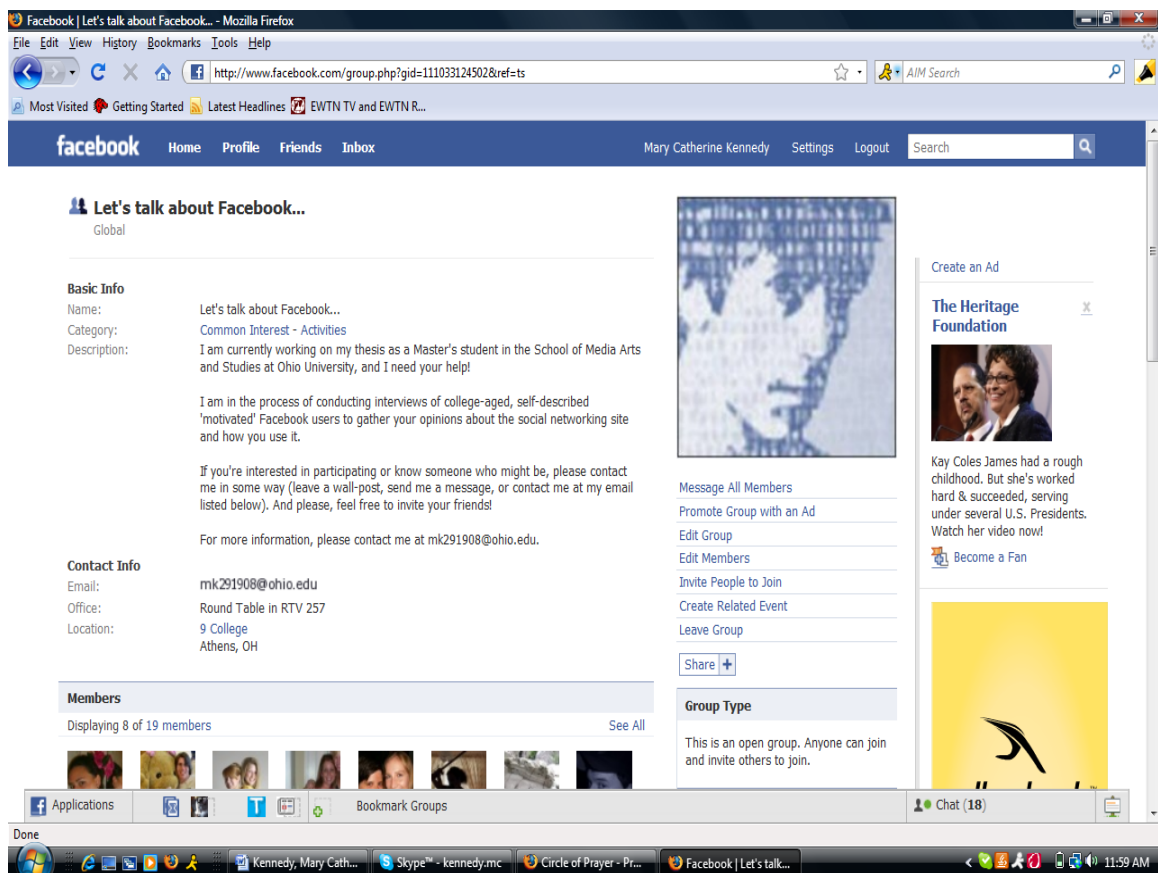 Facebook | Let's talk about Facebook... - Mozilla Firefox
File Edit View History Bookmarks Tools Help
http://www.facebook.com/group.php?gid=111033124502&ref=ts
AIM Search
Most Visited Getting Started Latest Headlines EWTN TV and EWTN R...
facebook Home Profile Friends Inbox Mary Catherine Kennedy Settings Logout Search
Let's talk about Facebook...
Global
Basic Info
Name: Let's talk about Facebook...
Category: Common Interest - Activities
Description: I am currently working on my thesis as a Master's student in the School of Media Arts
and Studies at Ohio University, and I need your help!
I am in the process of conducting interviews of college-aged, self-described
'motivated' Facebook users to gather your opinions about the social networking site
and how you use it.
If you're interested in participating or know someone who might be, please contact
me in some way (leave a wall-post, send me a message, or contact me at my email
listed below). And please, feel free to invite your friends!
For more information, please contact me at mk291908@ohio.edu.
Contact Info
Email: mk291908@ohio.edu
Office: Round Table in RTV 257
Location: 9 College
Athens, OH
Members
Displaying 8 of 19 members See All
Message All Members
Promote Group with an Ad
Edit Group
Edit Members
Invite People to Join
Create Related Event
Leave Group
Share +
Group Type
This is an open group. Anyone can join
and invite others to join.
Create an Ad
The Heritage
Foundation
x
Kay Coles James had a rough
childhood. But she's worked
hard & succeeded, serving
under several U.S. Presidents.
Watch her video now!
Become a Fan
Applications Bookmark Groups Chat (18)
Done
Kennedy, Mary Cath... Skype™ - kennedy.mc Circle of Prayer - Pr... Facebook | Let's talk... 11:59 AM